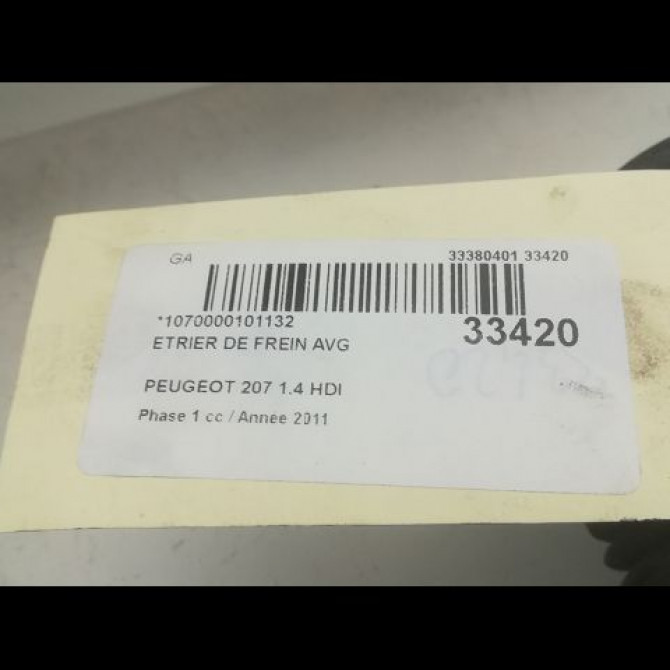 GA
33380401 33420
*1070000101132
33420
ETRIER DE FREIN AVG
PEUGEOT 207 1.4 HDI
Phase 1 cc / Année 2011